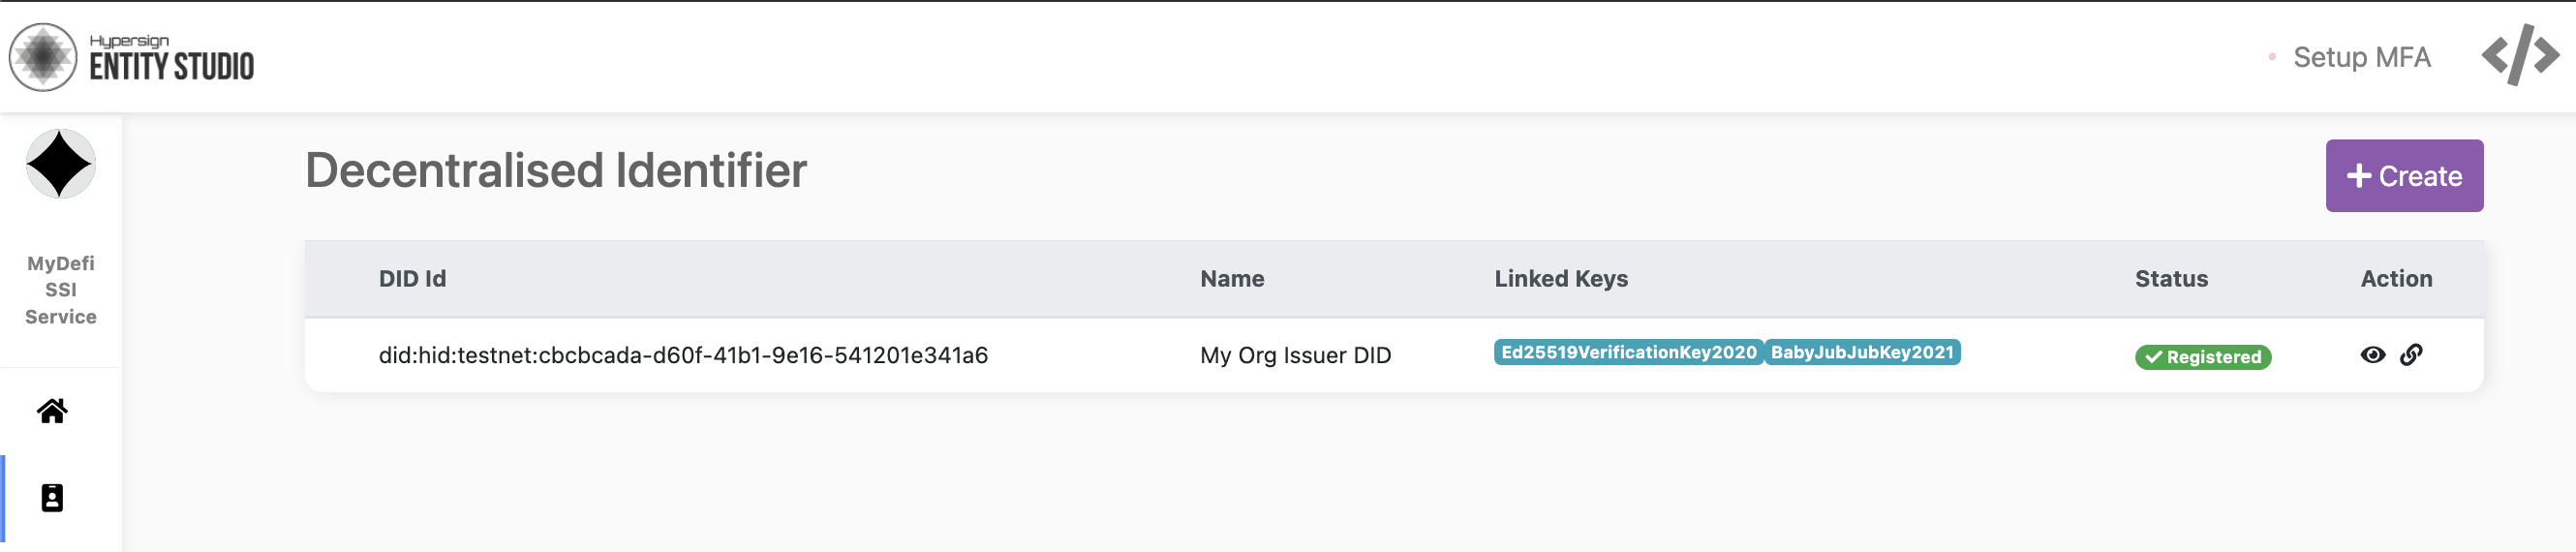 Hypersign
ENTITY STUDIO
Setup MFA
MyDefi
SSI
Service
Decentralised Identifier
Create
DID Id Name Linked Keys Status Action
did:hid:testnet:cbcbcada-d60f-41b1-9e16-541201e341a6 My Org Issuer DID Ed25519VerificationKey2020 BabyJubJubKey2021 Registered